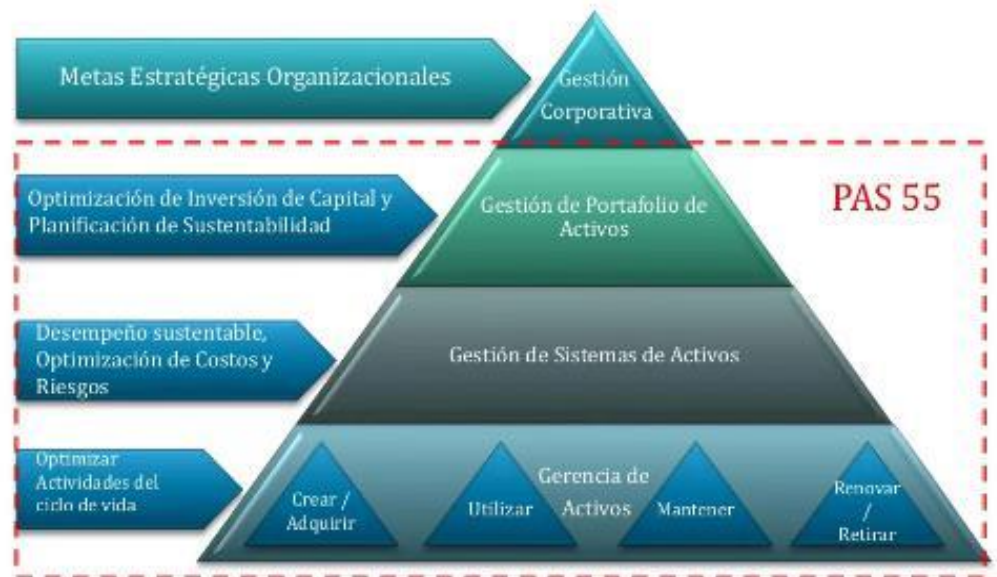 Metas Estratégicas Organizacionales
Gestión
Corporativa
Optimización de Inversión de Capital y
Planificación de Sustentabilidad
Gestión de Portafolio de
Activos
PAS 55
Desempeño sustentable,
Optimización de Costos y
Riesgos
Gestión de Sistemas de Activos
Optimizar
Actividades del
ciclo de vida
Crear /
Adquirir
Utilizar
Gerencia de
Activos
Mantener
Renovar
/
Retirar